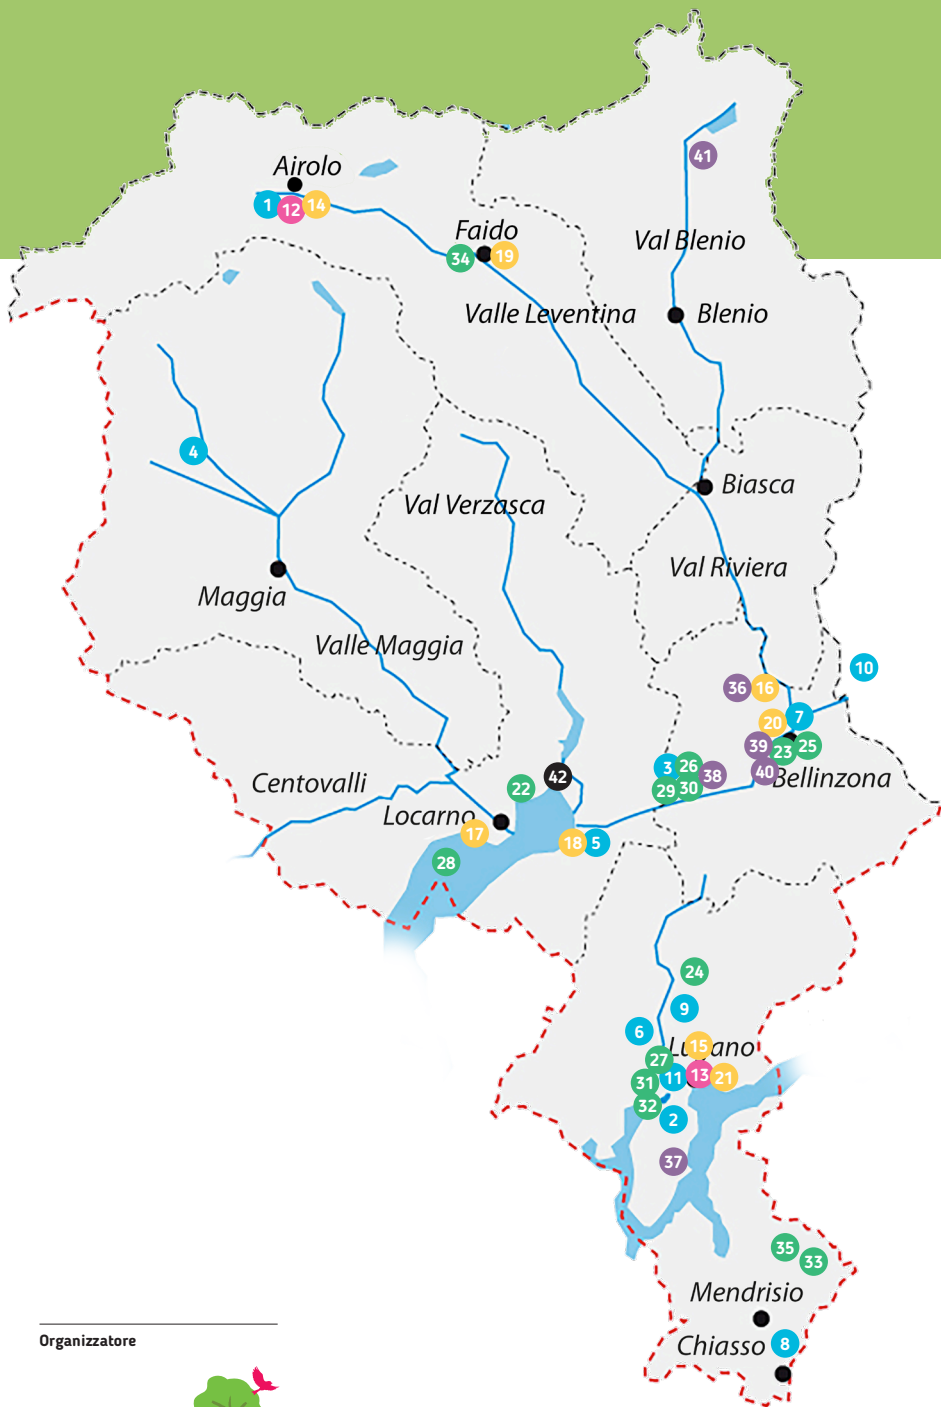 Airolo
1
12
14
Faido
34
19
41
Val Blenio
Valle Leventina
Blenio
4
Biasca
Val Verzasca
Val Riviera
Maggia
Valle Maggia
10
36
16
20
7
39
23
25
40
Bellinzona
3
26
38
29
30
42
22
Centovalli
Locarno
17
18
5
28
24
9
6
Lugano
15
27
31
11
13
21
32
2
37
35
33
Mendrisio
Chiasso
8
Organizzatore